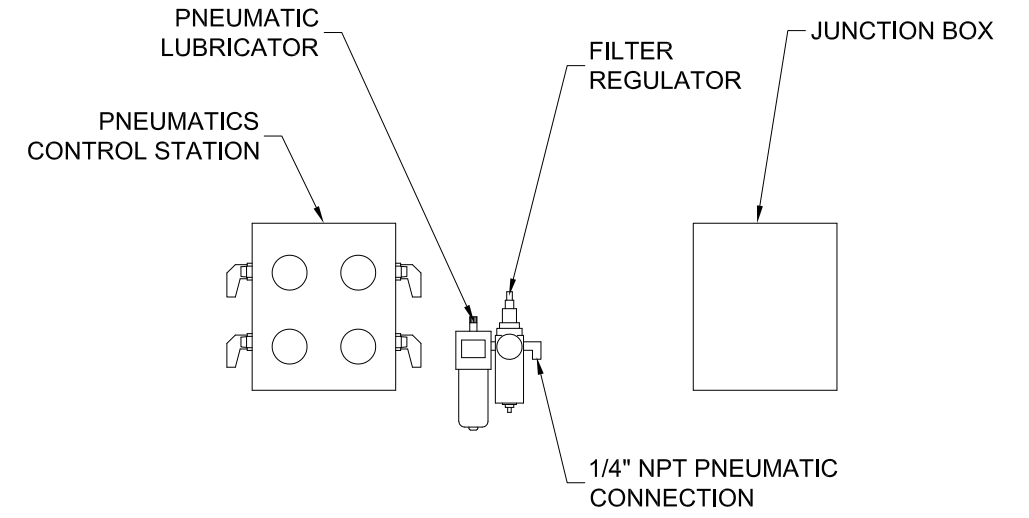 PNEUMATIC
LUBRICATOR
PNEUMATICS
CONTROL STATION
FILTER
REGULATOR
JUNCTION BOX
1/4" NPT PNEUMATIC
CONNECTION